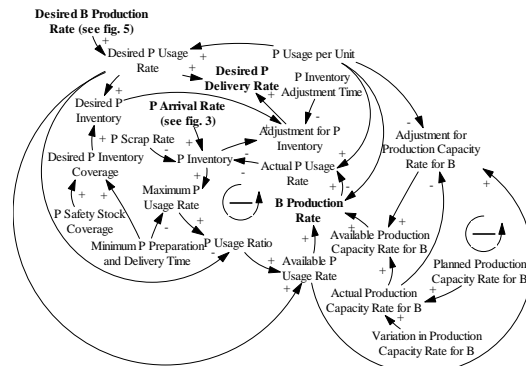 Desired B Production
Rate (see fig. 5)
Desired P Usage
Rate
P Usage per Unit
Desired P
Delivery Rate
P Inventory
Adjustment Time
Desired P
Inventory
P Arrival Rate
(see fig. 3)
Adjustment for P
Inventory
Adjustment for
Production Capacity
Rate for B
P Scrap Rate
P Inventory
Desired P Inventory
Coverage
Actual P Usage
Rate
Maximum P
Usage Rate
B Production
Rate
P Safety Stock
Coverage
Minimum P Preparation
and Delivery Time
P Usage Ratio
Available P
Usage Rate
Available Production
Capacity Rate for B
Actual Production
Capacity Rate for B
Planned Production
Capacity Rate for B
Variation in Production
Capacity Rate for B